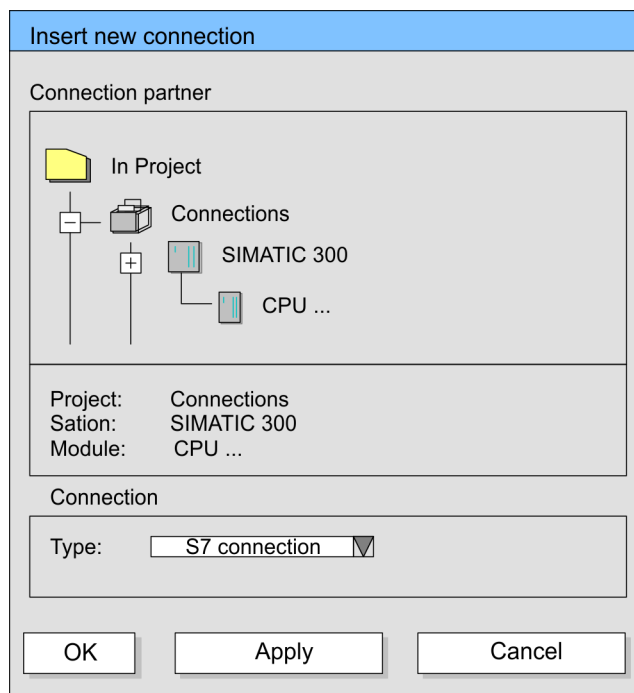 Insert new connection
Connection partner
In Project
Connections
SIMATIC 300
CPU ...
Project: Connections
Sation: SIMATIC 300
Module: CPU ...
Connection
Type: S7 connection
OK Apply Cancel